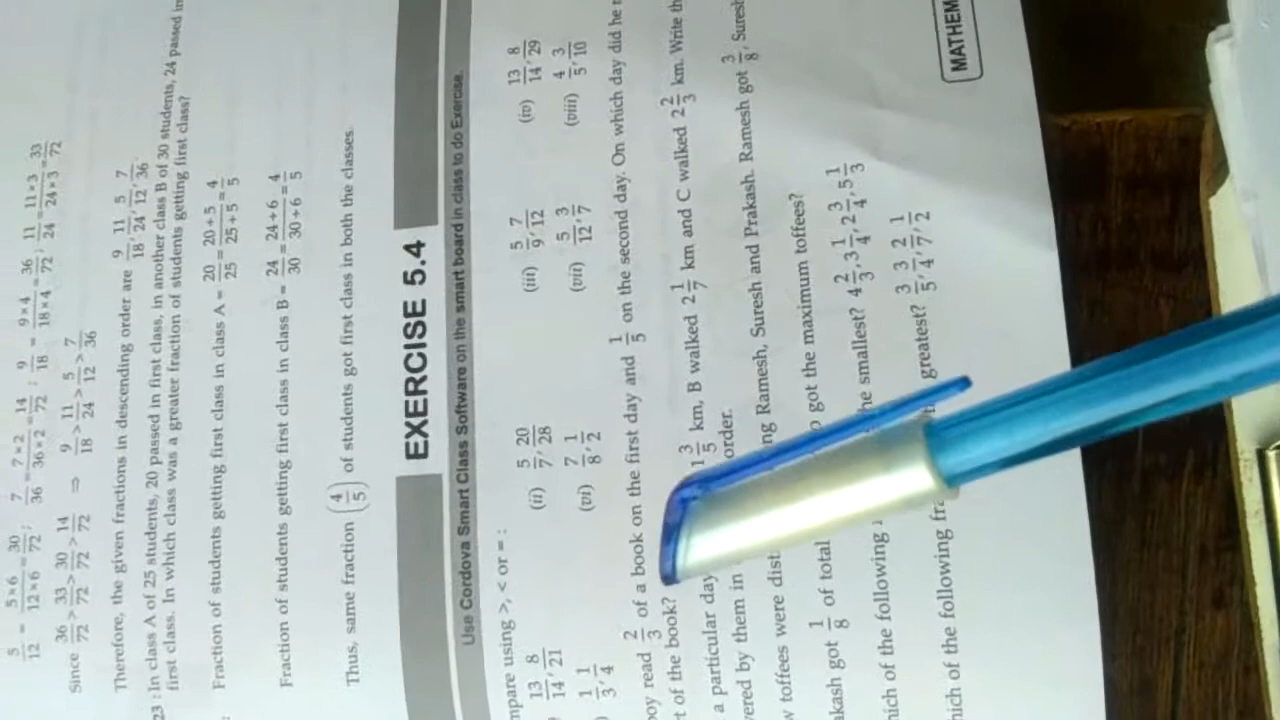 5/12 = 5×6/12×6 = 30/72 ; 7/36 = 7×2/36×2 = 14/72 ; 9/18 = 9×4/18×4 = 36/72 ; 11/24 = 11×3/24×3 = 33/72
Since 36/72 > 33/72 > 30/72 > 14/72 ⇒ 9/18 > 11/24 > 5/12 > 7/36
Therefore, the given fractions in descending order are 9/18, 11/24, 5/12, 7/36
23 : In class A of 25 students, 20 passed in first class, in another class B of 30 students, 24 passed in
first class. In which class was a greater fraction of students getting first class?
: Fraction of students getting first class in class A = 20/25 = 20÷5/25÷5 = 4/5
Fraction of students getting first class in class B = 24/30 = 24÷6/30÷6 = 4/5
Thus, same fraction (4/5) of students got first class in both the classes.
EXERCISE 5.4
Use Cordova Smart Class Software on the smart board in class to do Exercise.
mpare using >, < or = :
13/14, 8/21 (ii) 5/7, 20/28 (iii) 5/9, 7/12 (iv) 13/14, 8/29
) 1/3, 1/4 (vi) 7/8, 1/2 (vii) 5/12, 3/7 (viii) 4/5, 3/10
boy read 2/3 of a book on the first day and 1/5 on the second day. On which day did he
t of the book?
a particular day 1 3/5 km, B walked 2 1/7 km and C walked 2 2/3 km. Write th
vered by them in order.
w toffees were dist ng Ramesh, Suresh and Prakash. Ramesh got 3/8, Suresh
akash got 1/8 of total got the maximum toffees?
hich of the following he smallest? 4 2/3, 3 1/4, 2 3/4, 5 1/3
hich of the following fra greatest? 3/5, 3/4, 2/7, 1/2
MATHEM